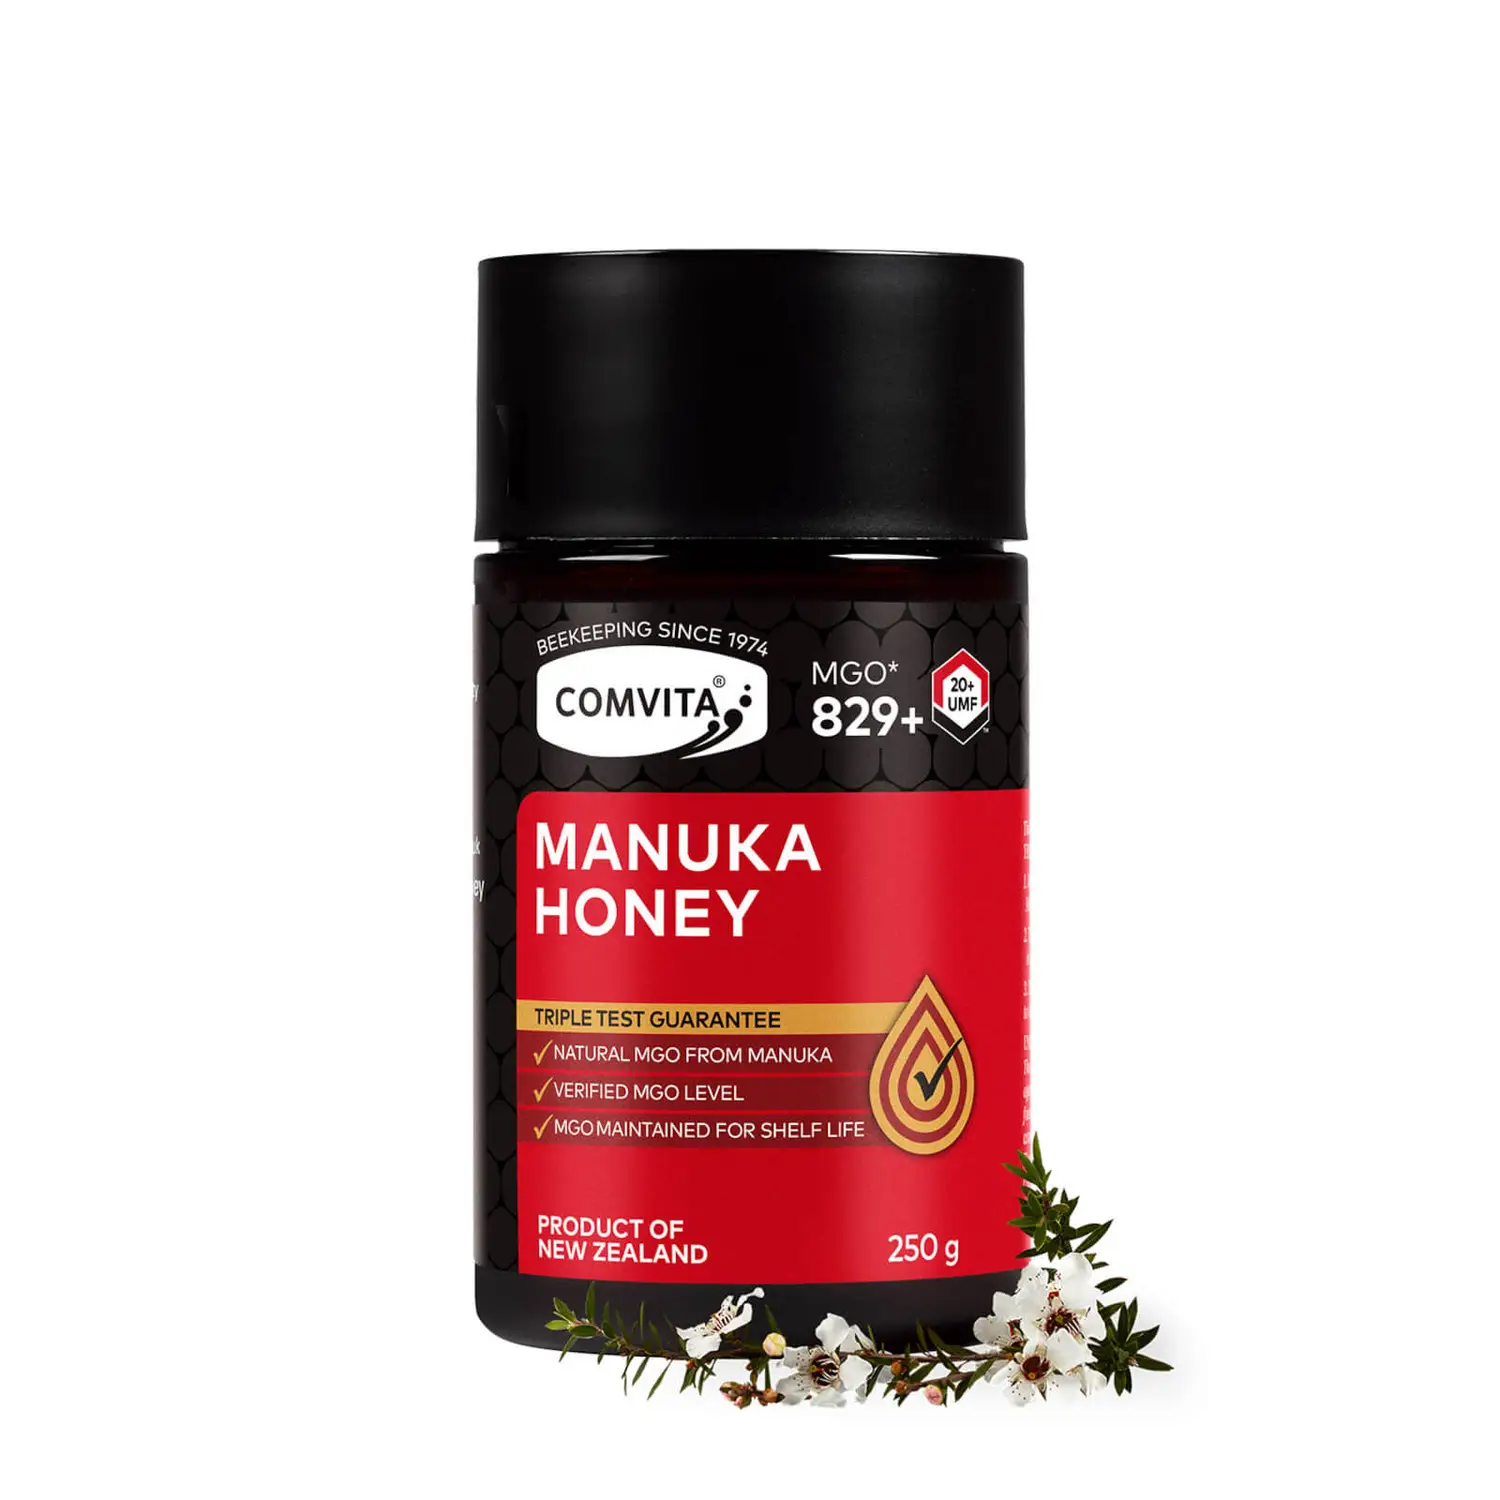 BEEKEEPING SINCE 1974
COMVITA®
MGO*
829+
20+
UMF™
MANUKA
HONEY
TRIPLE TEST GUARANTEE
✓NATURAL MGO FROM MANUKA
✓VERIFIED MGO LEVEL
✓MGO MAINTAINED FOR SHELF LIFE
PRODUCT OF
NEW ZEALAND
250 g